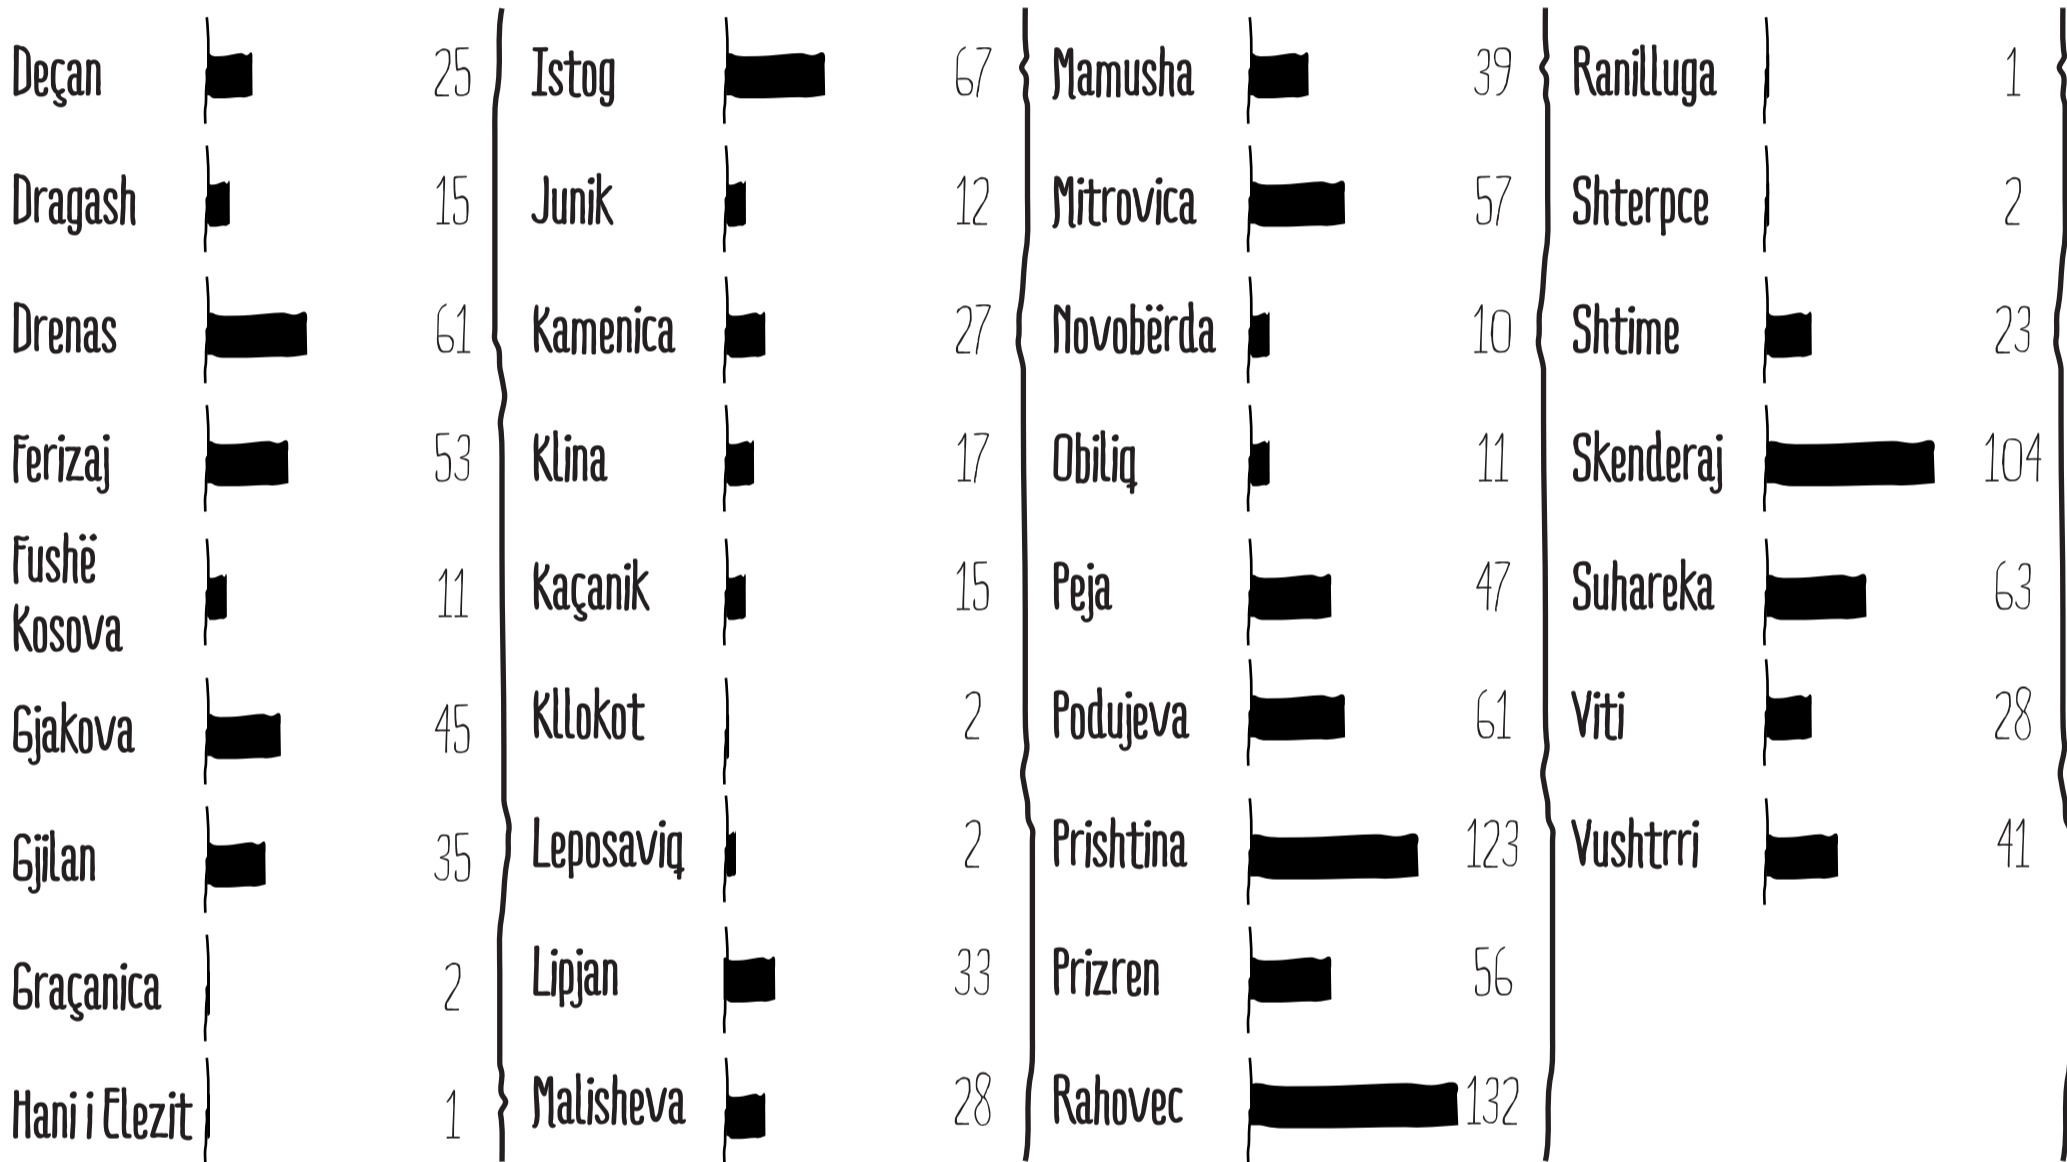 Deçan 25
Dragash 15
Drenas 61
Ferizaj 53
Fushë
Kosova 11
Gjakova 45
Gjilan 35
Graçanica 2
Hani i Elezit 1
Istog 67
Junik 12
Kamenica 27
Klina 17
Kaçanik 15
Kllokot 2
Leposaviq 2
Lipjan 33
Malisheva 28
Mamusha 39
Mitrovica 57
Novobërda 10
Obiliq 11
Peja 47
Podujeva 61
Prishtina 123
Prizren 56
Rahovec 132
Ranilluga 1
Shterpce 2
Shtime 23
Skenderaj 104
Suhareka 63
Viti 28
Vushtrri 41